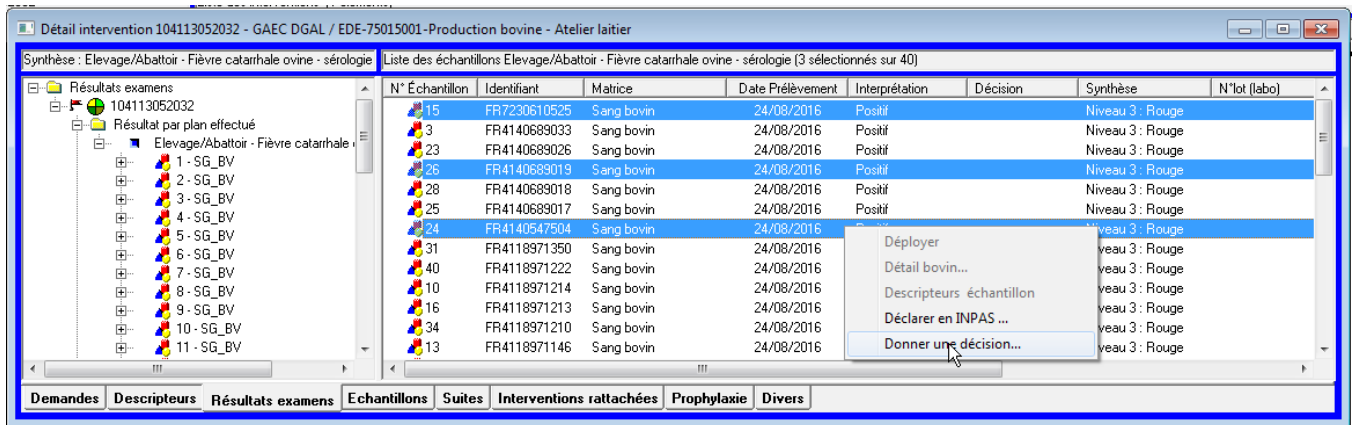 Détail intervention 104113052032 - GAEC DGAL / EDE-75015001-Production bovine - Atelier laitier
Synthèse : Elevage/Abattoir - Fièvre catarrhale ovine - sérologie
Liste des échantillons Elevage/Abattoir - Fièvre catarrhale ovine - sérologie (3 sélectionnés sur 40)
Résultats examens
104113052032
Résultat par plan effectué
Elevage/Abattoir - Fièvre catarrhale
1 - SG_BV
2 - SG_BV
3 - SG_BV
4 - SG_BV
5 - SG_BV
6 - SG_BV
7 - SG_BV
8 - SG_BV
9 - SG_BV
10 - SG_BV
11 - SG_BV
N° Échantillon Identifiant Matrice Date Prélèvement Interprétation Décision Synthèse N°lot (labo)
15 FR7230610525 Sang bovin 24/08/2016 Positif Niveau 3 : Rouge
3 FR4140689033 Sang bovin 24/08/2016 Positif Niveau 3 : Rouge
23 FR4140689026 Sang bovin 24/08/2016 Positif Niveau 3 : Rouge
26 FR4140689019 Sang bovin 24/08/2016 Positif Niveau 3 : Rouge
28 FR4140689018 Sang bovin 24/08/2016 Positif Niveau 3 : Rouge
25 FR4140689017 Sang bovin 24/08/2016 Positif Niveau 3 : Rouge
24 FR4140547504 Sang bovin 24/08/2016 Niveau 3 : Rouge
31 FR4118971350 Sang bovin 24/08/2016 veau 3 : Rouge
40 FR4118971222 Sang bovin 24/08/2016 veau 3 : Rouge
10 FR4118971214 Sang bovin 24/08/2016 veau 3 : Rouge
16 FR4118971213 Sang bovin 24/08/2016 veau 3 : Rouge
34 FR4118971210 Sang bovin 24/08/2016 veau 3 : Rouge
13 FR4118971146 Sang bovin 24/08/2016 veau 3 : Rouge
Déployer
Détail bovin...
Descripteurs échantillon
Déclarer en INPAS ...
Donner une décision...
Demandes Descripteurs Résultats examens Echantillons Suites Interventions rattachées Prophylaxie Divers